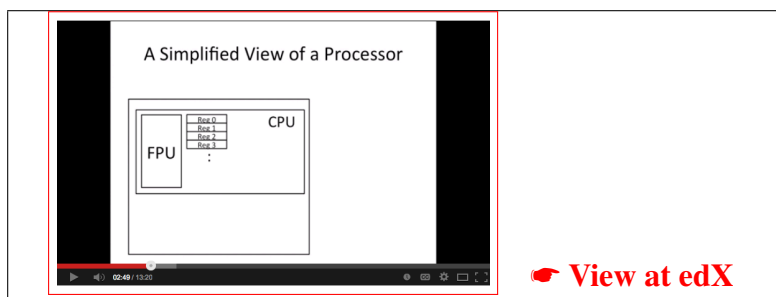 A Simplified View of a Processor
CPU
Reg 0
Reg 1
Reg 2
Reg 3
:
FPU
02:49 / 13:20
CC
☛ View at edX